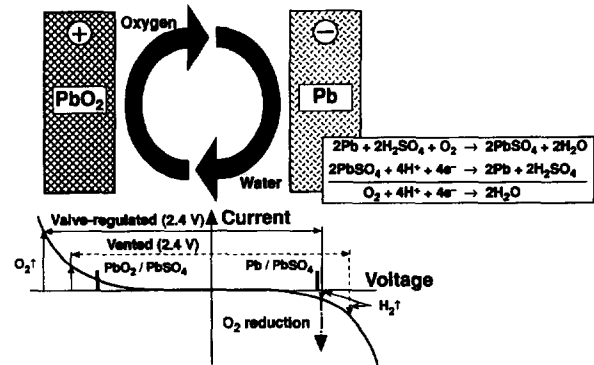 +
Oxygen
−
PbO₂
Pb
2Pb + 2H₂SO₄ + O₂ → 2PbSO₄ + 2H₂O
2PbSO₄ + 4H⁺ + 4e⁻ → 2Pb + 2H₂SO₄
O₂ + 4H⁺ + 4e⁻ → 2H₂O
Water
Valve-regulated (2.4 V)
Current
Vented (2.4 V)
O₂↑
PbO₂ / PbSO₄
Pb / PbSO₄
Voltage
H₂↑
O₂ reduction